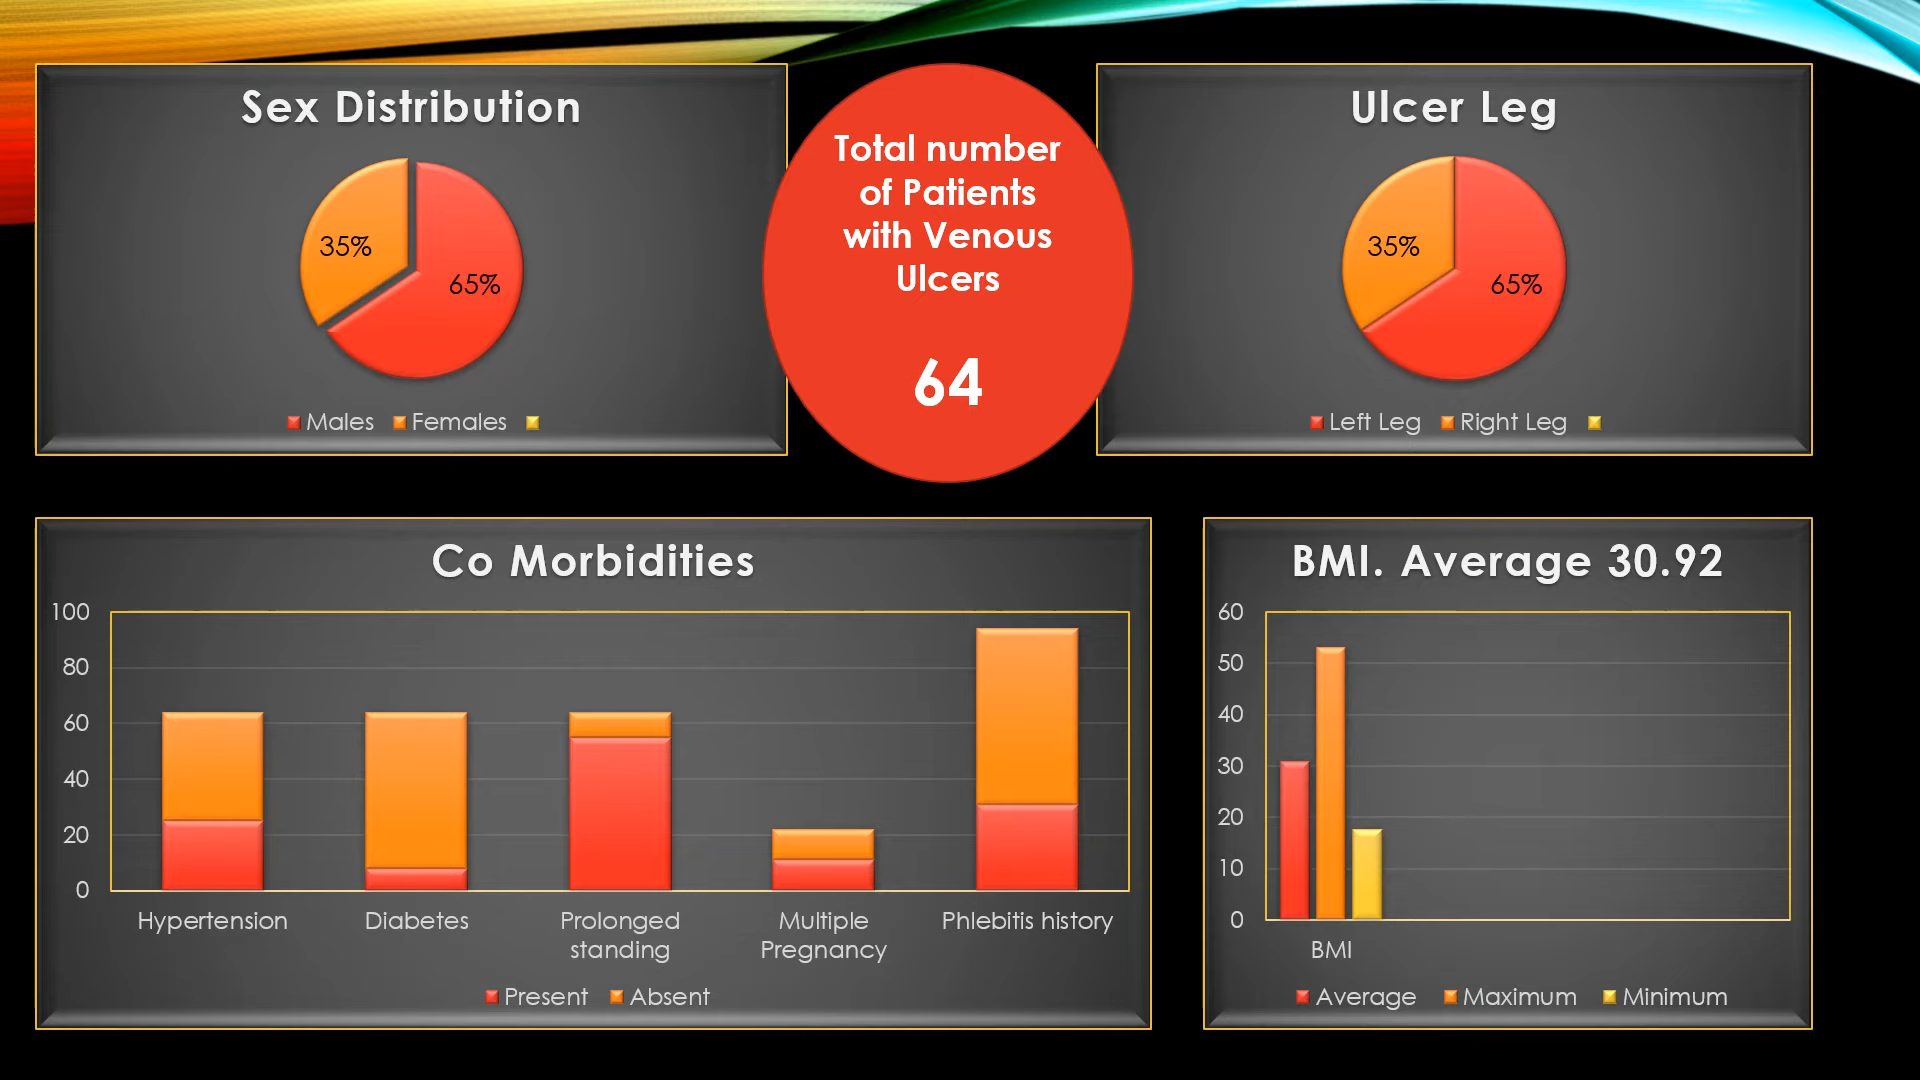 Sex Distribution
35%
65%
Males Females
Total number
of Patients
with Venous
Ulcers
64
Ulcer Leg
35%
65%
Left Leg Right Leg
Co Morbidities
100
80
60
40
20
0
Hypertension Diabetes Prolonged standing Multiple Pregnancy Phlebitis history
Present Absent
BMI. Average 30.92
60
50
40
30
20
10
0
BMI
Average Maximum Minimum